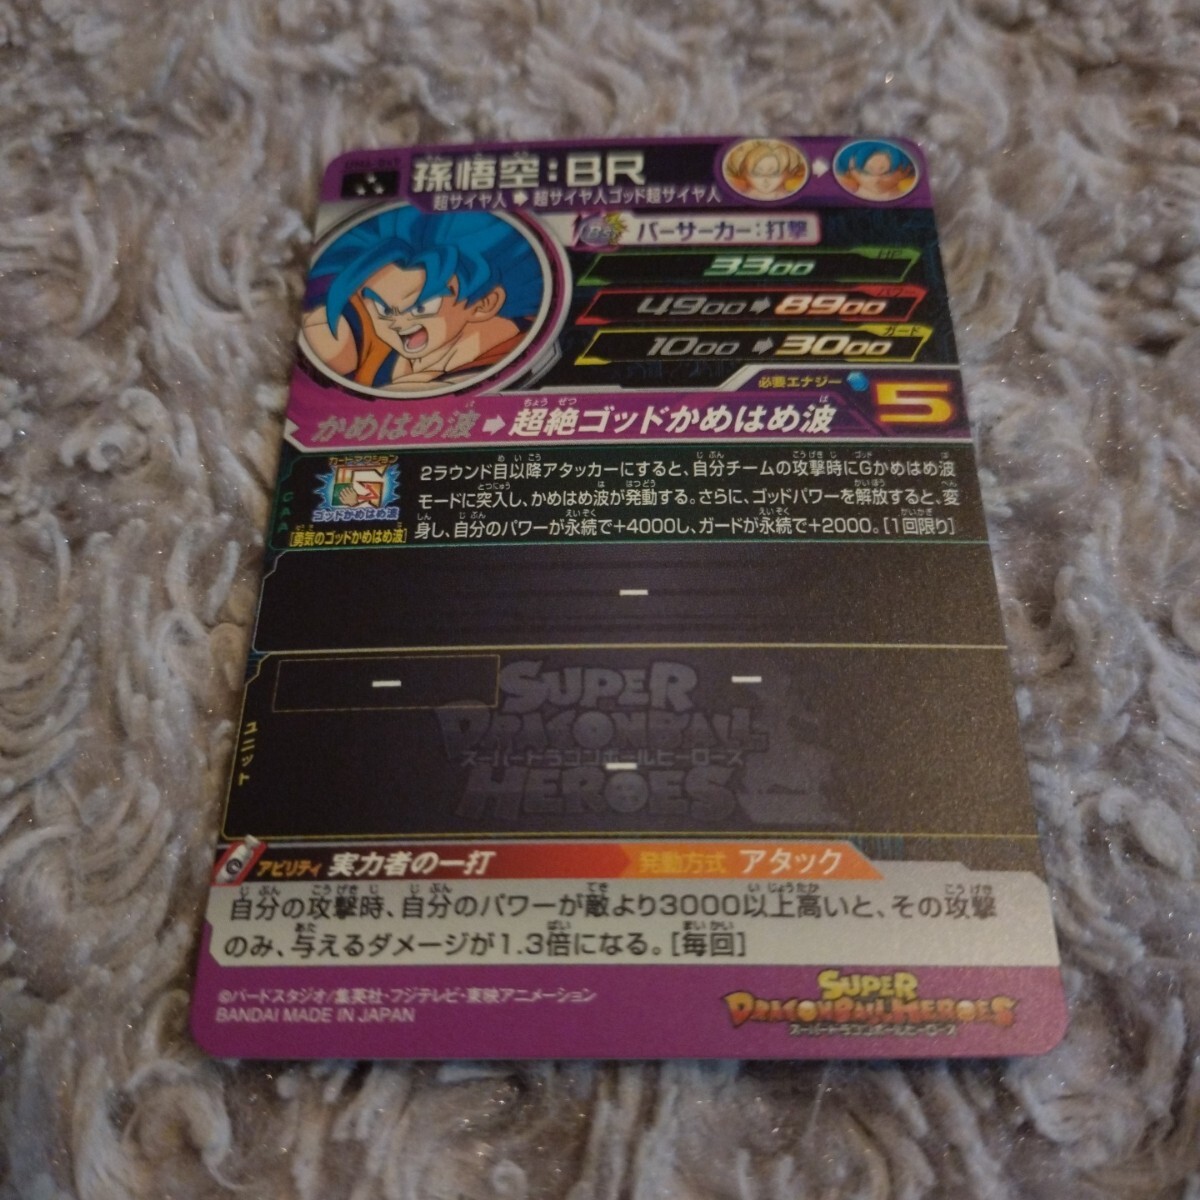 孫悟空:BR
超サイヤ人➡超サイヤ人ゴッド超サイヤ人
バーサーカー:打撃
HP
3300
パワー
4900➡8900
ガード
1000➡3000
必要エナジー
5
かめはめ波➡超絶ゴッドかめはめ波
CAA
カードアクション
ゴッドかめはめ波
[勇気のゴッドかめはめ波]
2ラウンド目以降アタッカーにすると、自分チームの攻撃時にGかめはめ波
モードに突入し、かめはめ波が発動する。さらに、ゴッドパワーを解放すると、変
身し、自分のパワーが永続で+4000し、ガードが永続で+2000。[1回限り]
ー
ユニット
ー ー
ー
SUPER
DRAGONBALL
スーパードラゴンボールヒーローズ
HEROES
アビリティ 実力者の一打 発動方式 アタック
自分の攻撃時、自分のパワーが敵より3000以上高いと、その攻撃
のみ、与えるダメージが1.3倍になる。[毎回]
©バードスタジオ/集英社・フジテレビ・東映アニメーション
BANDAI MADE IN JAPAN
SUPER
DRAGONBALL HEROES
スーパードラゴンボールヒーローズ